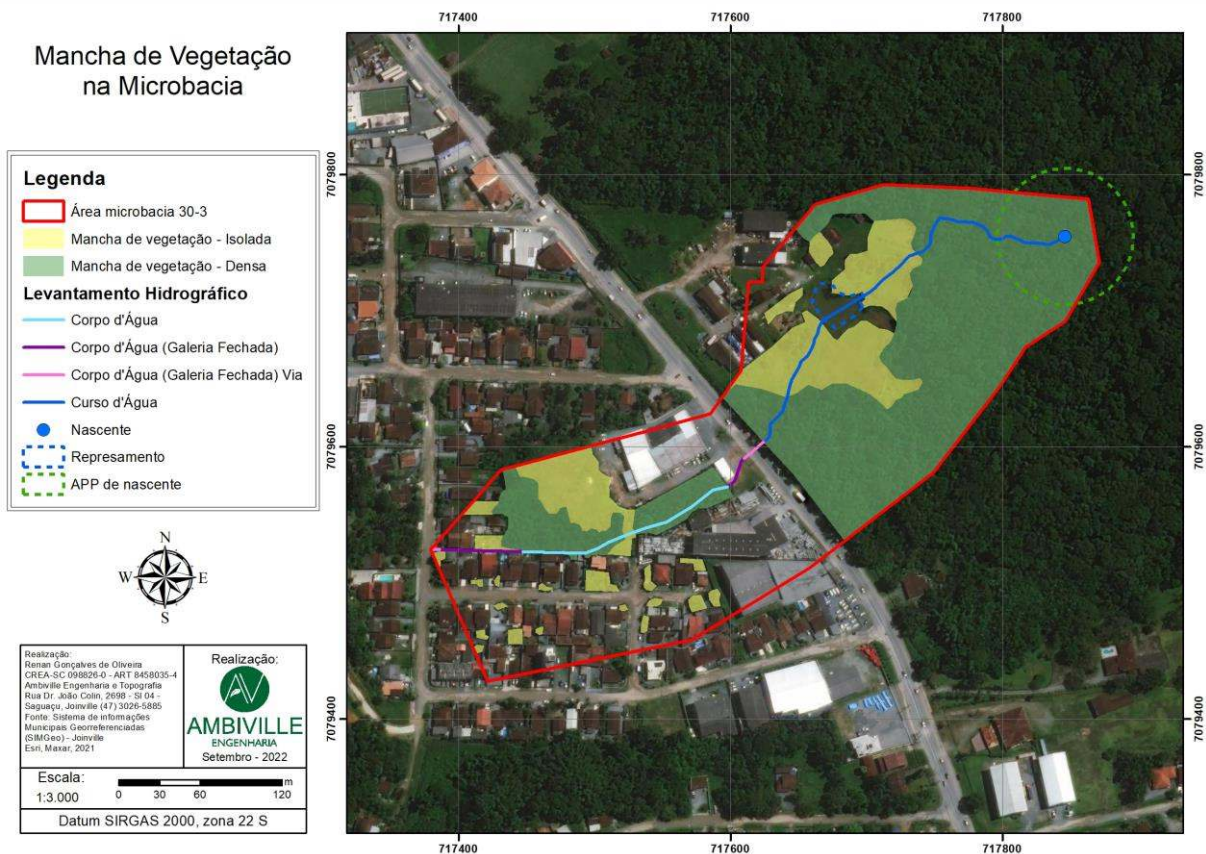 Mancha de Vegetação
na Microbacia
Legenda
Área microbacia 30-3
Mancha de vegetação - Isolada
Mancha de vegetação - Densa
Levantamento Hidrográfico
Corpo d'Água
Corpo d'Água (Galeria Fechada)
Corpo d'Água (Galeria Fechada) Via
Curso d'Água
Nascente
Represamento
APP de nascente
N
W E
S
Realização:
Renan Gonçalves de Oliveira
CREA-SC 098826-0 - ART 8458035-4
Ambiville Engenharia e Topografia
Rua Dr. João Colin, 2698 - Sl 04 -
Saguaçu, Joinville (47) 3026-5885
Fonte: Sistema de informações
Municipais Georreferenciadas
(SIMGeo) - Joinville
Esri, Maxar, 2021
Realização:
AV
AMBIVILLE
ENGENHARIA
Setembro - 2022
Escala:
1:3.000
0 30 60 120
m
Datum SIRGAS 2000, zona 22 S
717400 717600 717800
7079800 7079800
7079600 7079600
7079400 7079400
717400 717600 717800